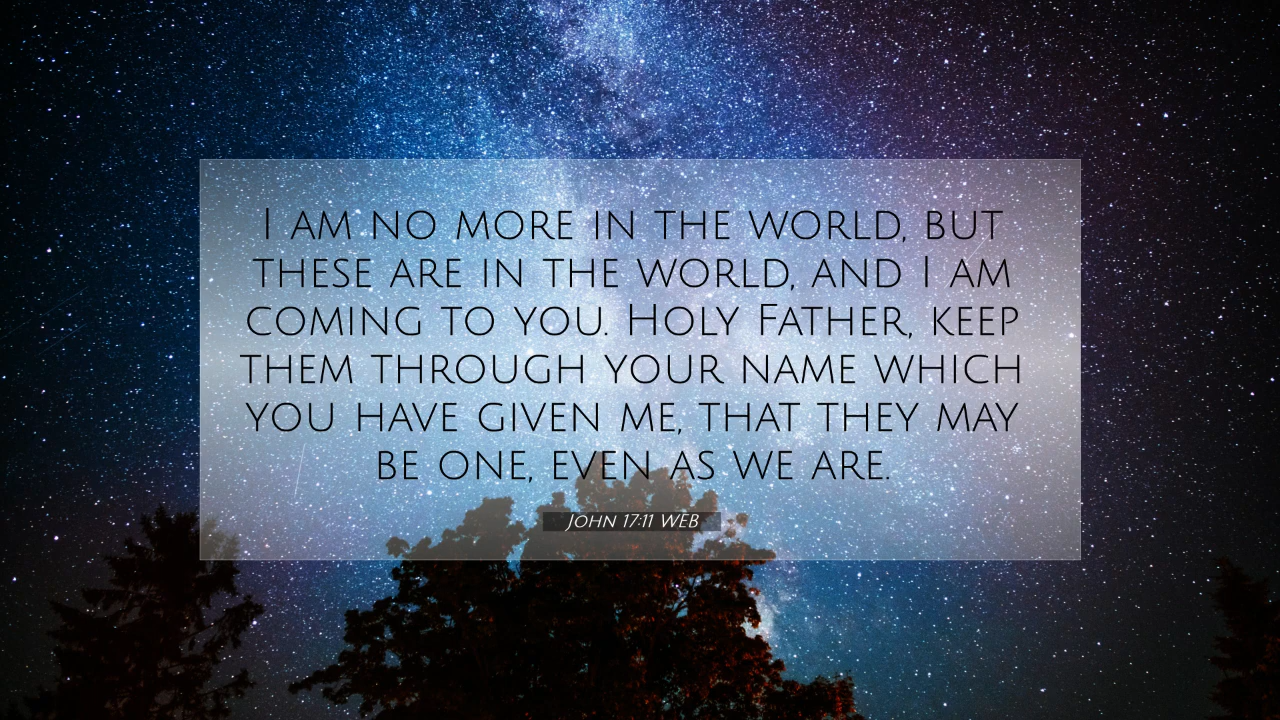 I am no more in the world, but
these are in the world, and I am
coming to you. Holy Father, keep
them through your name which
you have given me, that they may
be one, even as we are.
John 17:11 WEB